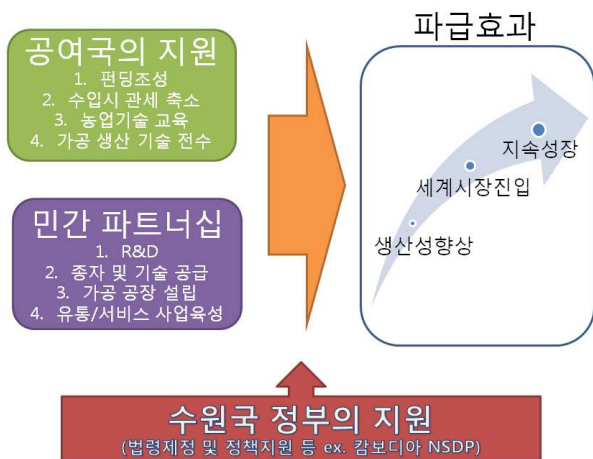 공여국의 지원
1. 펀딩조성
2. 수입시 관세 축소
3. 농업기술 교육
4. 가공 생산 기술 전수
민간 파트너십
1. R&D
2. 종자 및 기술 공급
3. 가공 공장 설립
4. 유통/서비스 사업육성
파급효과
지속성장
세계시장진입
생산성향상
수원국 정부의 지원
(법령제정 및 정책지원 등 ex. 캄보디아 NSDP)